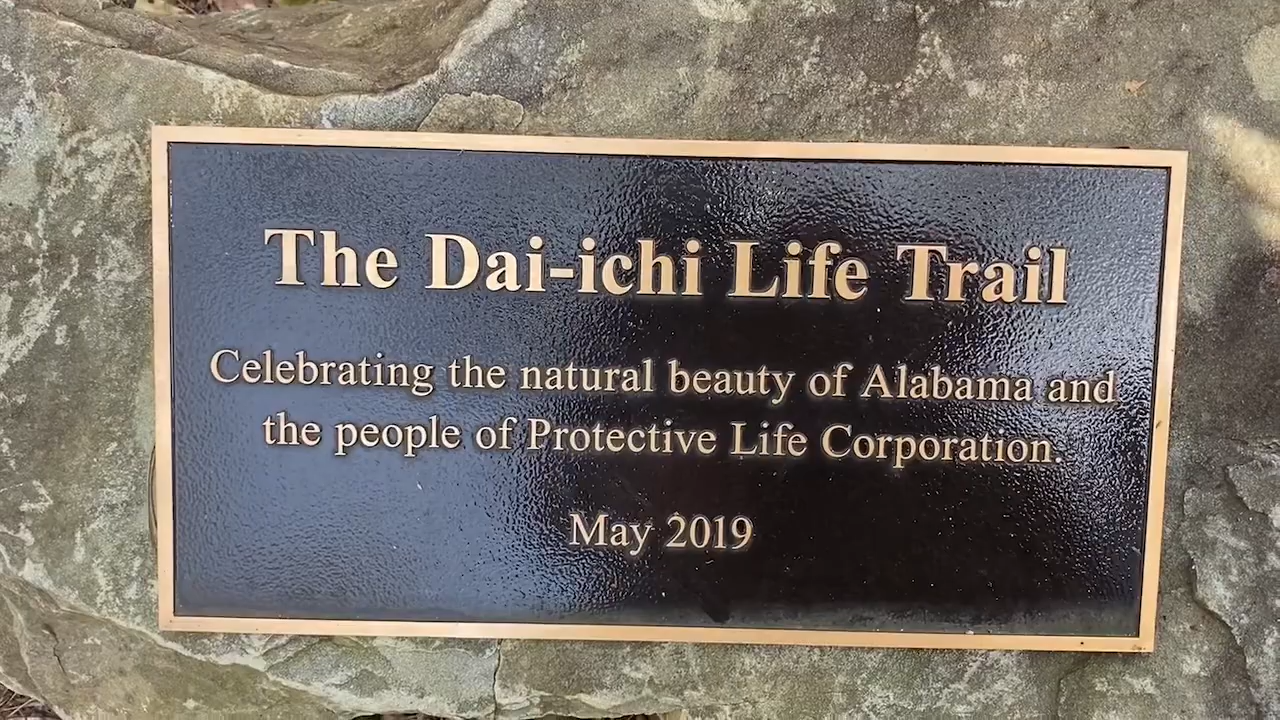 The Dai-ichi Life Trail
Celebrating the natural beauty of Alabama and
the people of Protective Life Corporation.
May 2019